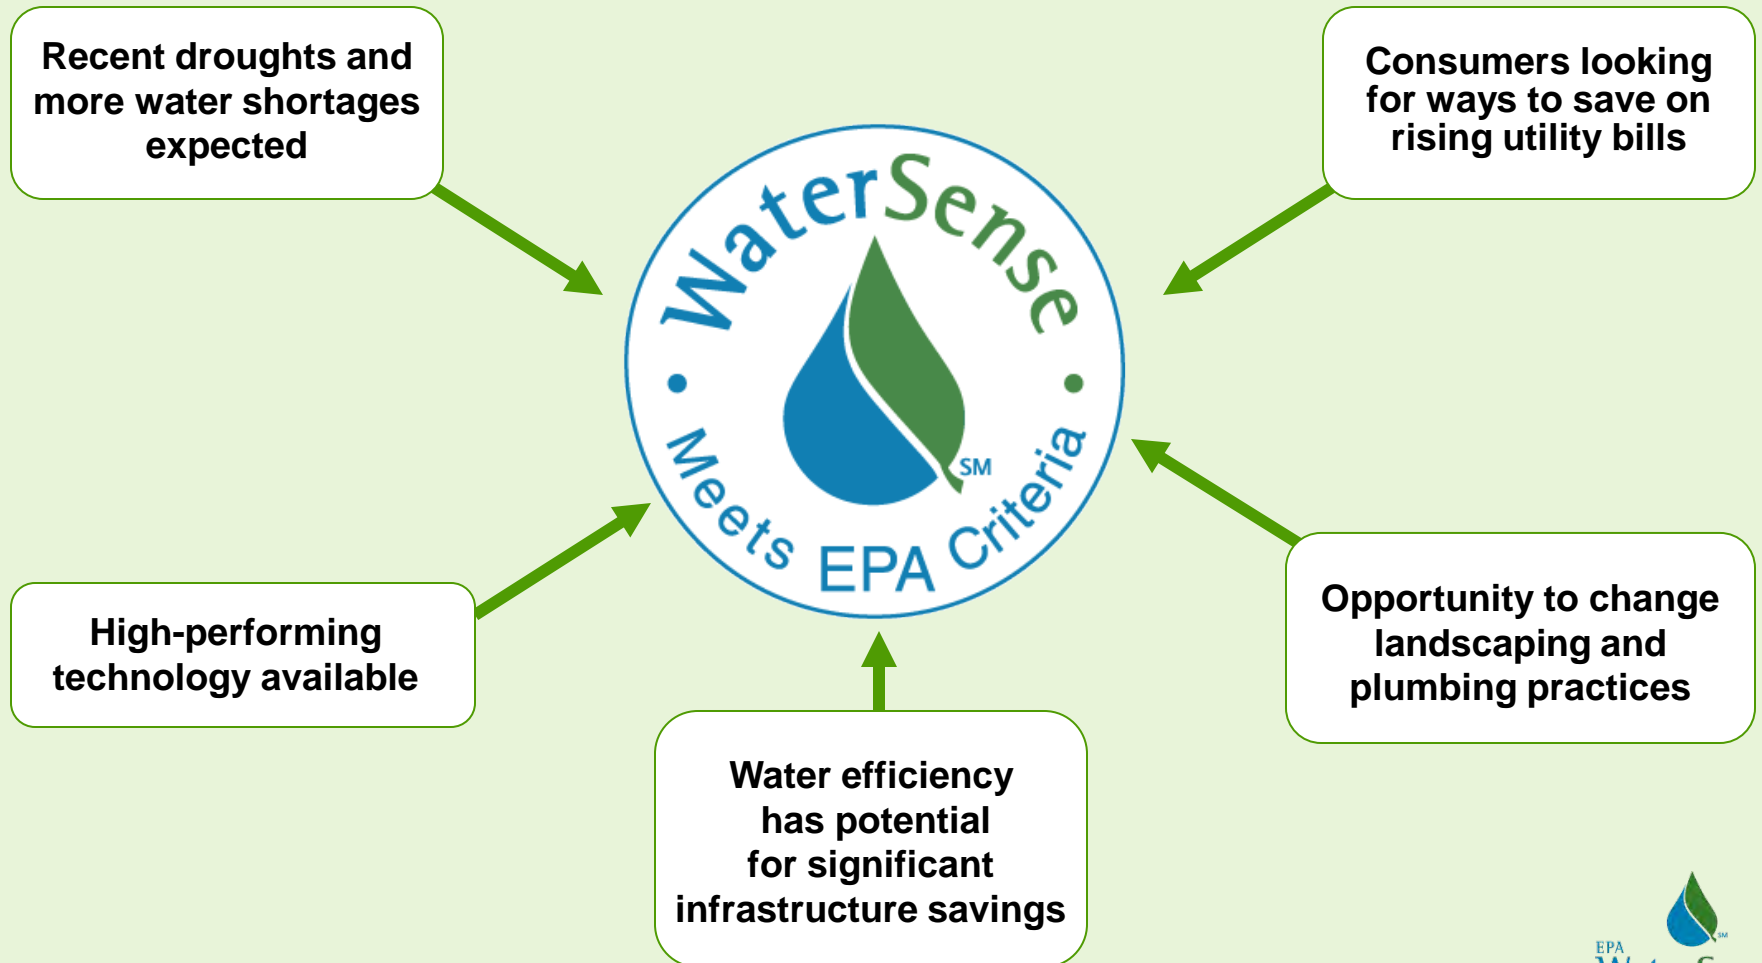 Recent droughts and
more water shortages
expected
Consumers looking
for ways to save on
rising utility bills
WaterSense
Meets EPA Criteria
SM
High-performing
technology available
Opportunity to change
landscaping and
plumbing practices
Water efficiency
has potential
for significant
infrastructure savings
SM
EPA